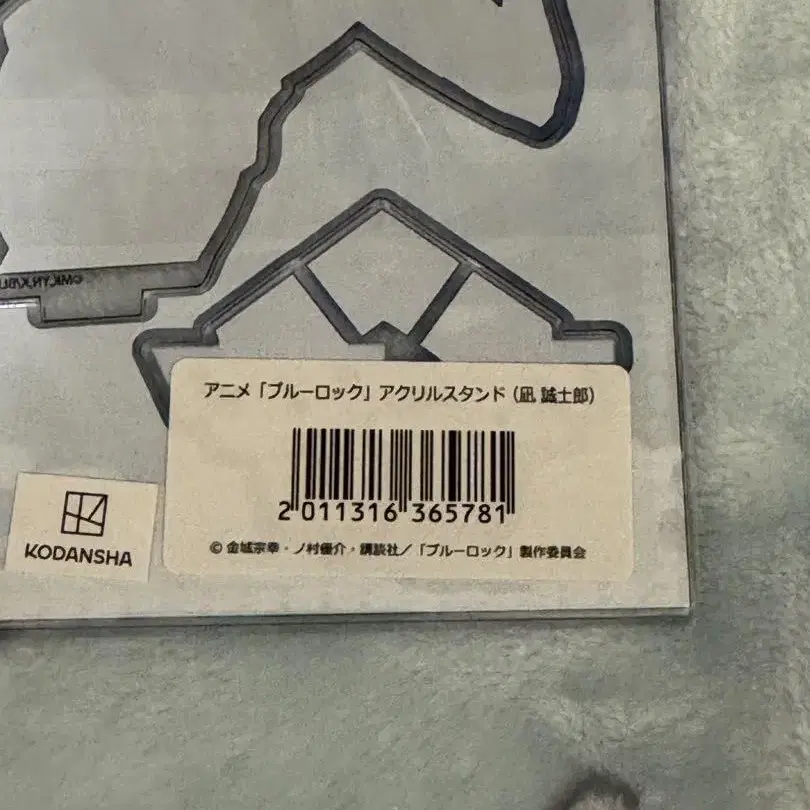 アニメ「ブルーロック」アクリルスタンド（凪 誠士郎）
2 011316 365781
KODANSHA
© 金城宗幸・ノ村優介・講談社／「ブルーロック」製作委員会